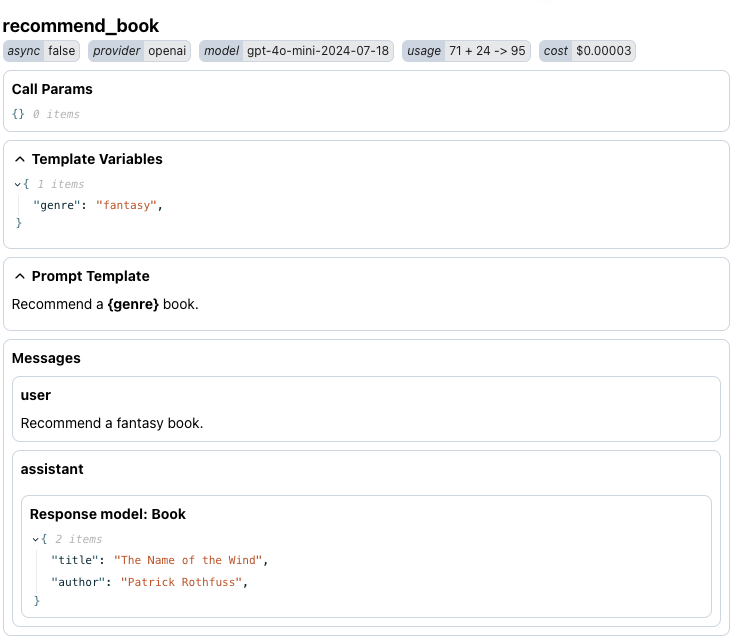 recommend_book
async false provider openai model gpt-4o-mini-2024-07-18 usage 71 + 24 -> 95 cost $0.00003
Call Params
{} 0 items
Template Variables
{ 1 items
"genre": "fantasy",
}
Prompt Template
Recommend a {genre} book.
Messages
user
Recommend a fantasy book.
assistant
Response model: Book
{ 2 items
"title": "The Name of the Wind",
"author": "Patrick Rothfuss",
}